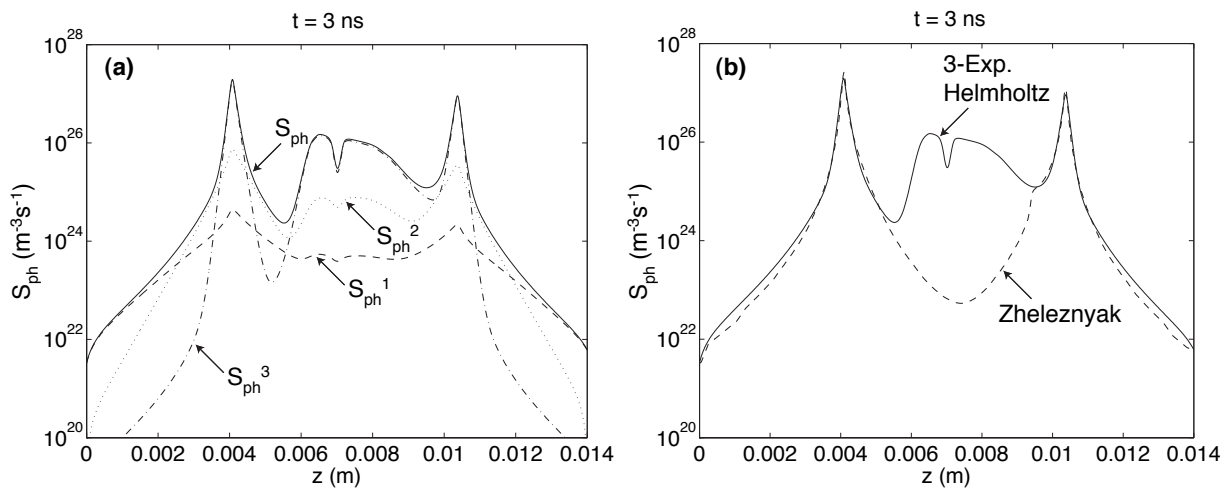 t = 3 ns
(a)
10^28
10^26
10^24
10^22
10^20
S_ph (m^-3 s^-1)
S_ph
S_ph^2
S_ph^1
S_ph^3
0 0.002 0.004 0.006 0.008 0.01 0.012 0.014
z (m)
t = 3 ns
(b)
10^28
10^26
10^24
10^22
10^20
S_ph (m^-3 s^-1)
3-Exp.
Helmholtz
Zheleznyak
0 0.002 0.004 0.006 0.008 0.01 0.012 0.014
z (m)